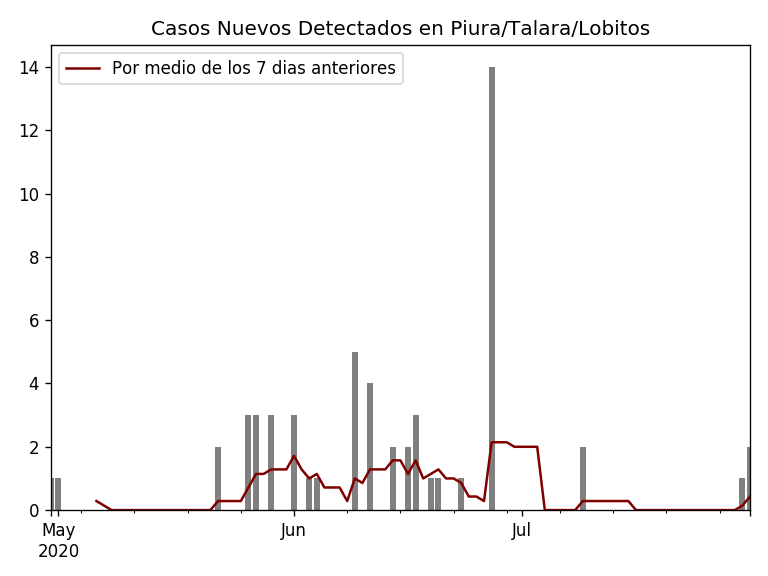 Casos Nuevos Detectados en Piura/Talara/Lobitos
Por medio de los 7 dias anteriores
14
12
10
8
6
4
2
0
May
2020
Jun
Jul